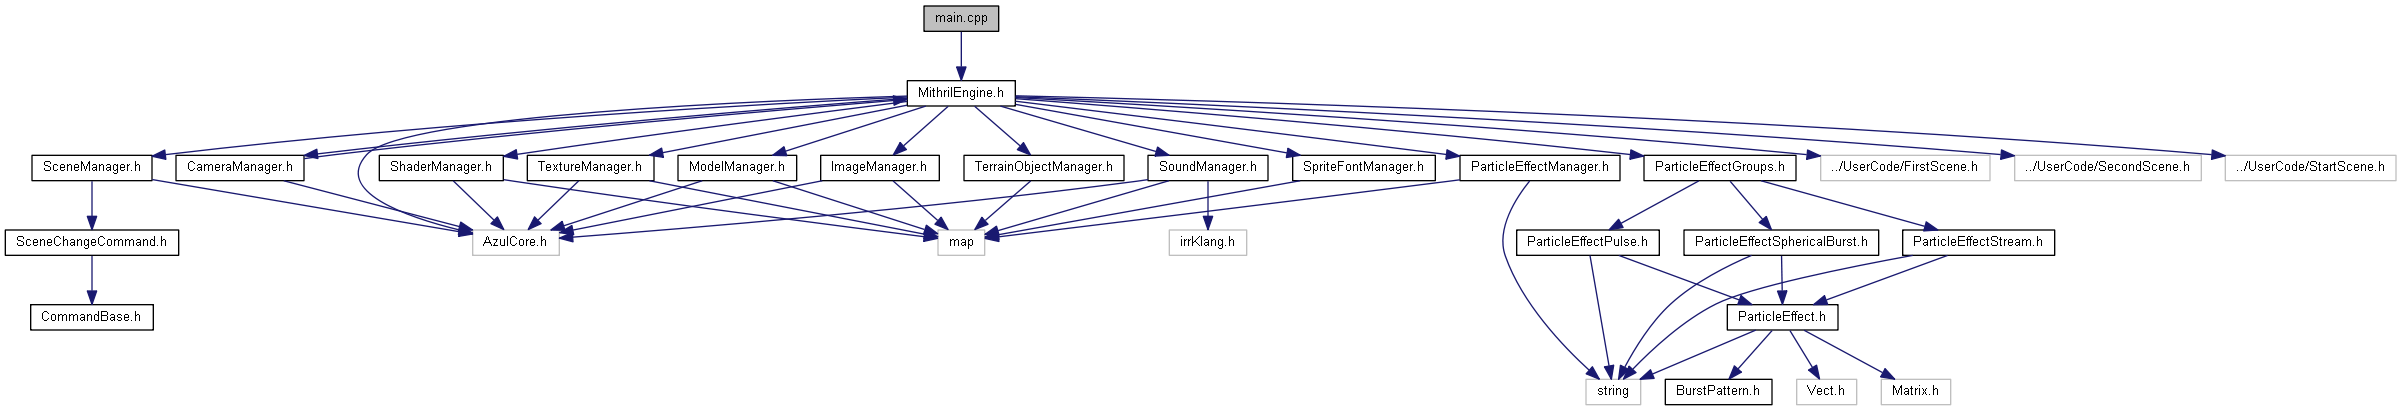 main.cpp
MithrilEngine.h
SceneManager.h
CameraManager.h
ShaderManager.h
TextureManager.h
ModelManager.h
ImageManager.h
TerrainObjectManager.h
SoundManager.h
SpriteFontManager.h
ParticleEffectManager.h
ParticleEffectGroups.h
../UserCode/FirstScene.h
../UserCode/SecondScene.h
../UserCode/StartScene.h
SceneChangeCommand.h
AzulCore.h
map
irrKlang.h
ParticleEffectPulse.h
ParticleEffectSphericalBurst.h
ParticleEffectStream.h
CommandBase.h
ParticleEffect.h
string
BurstPattern.h
Vect.h
Matrix.h